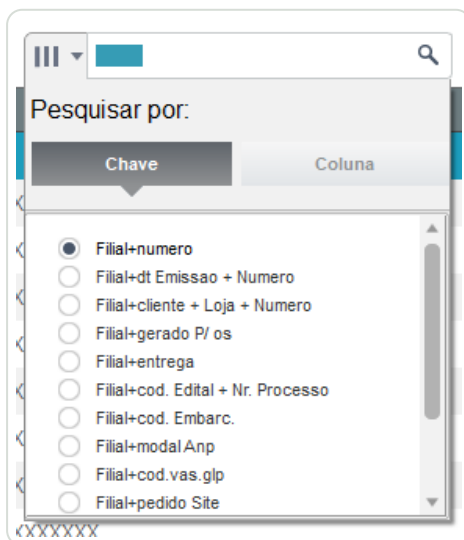 Pesquisar por:
Chave
Coluna
Filial+numero
Filial+dt Emissao + Numero
Filial+cliente + Loja + Numero
Filial+gerado P/ os
Filial+entrega
Filial+cod. Edital + Nr. Processo
Filial+cod. Embarc.
Filial+modal Anp
Filial+cod.vas.glp
Filial+pedido Site
XXXXXXX